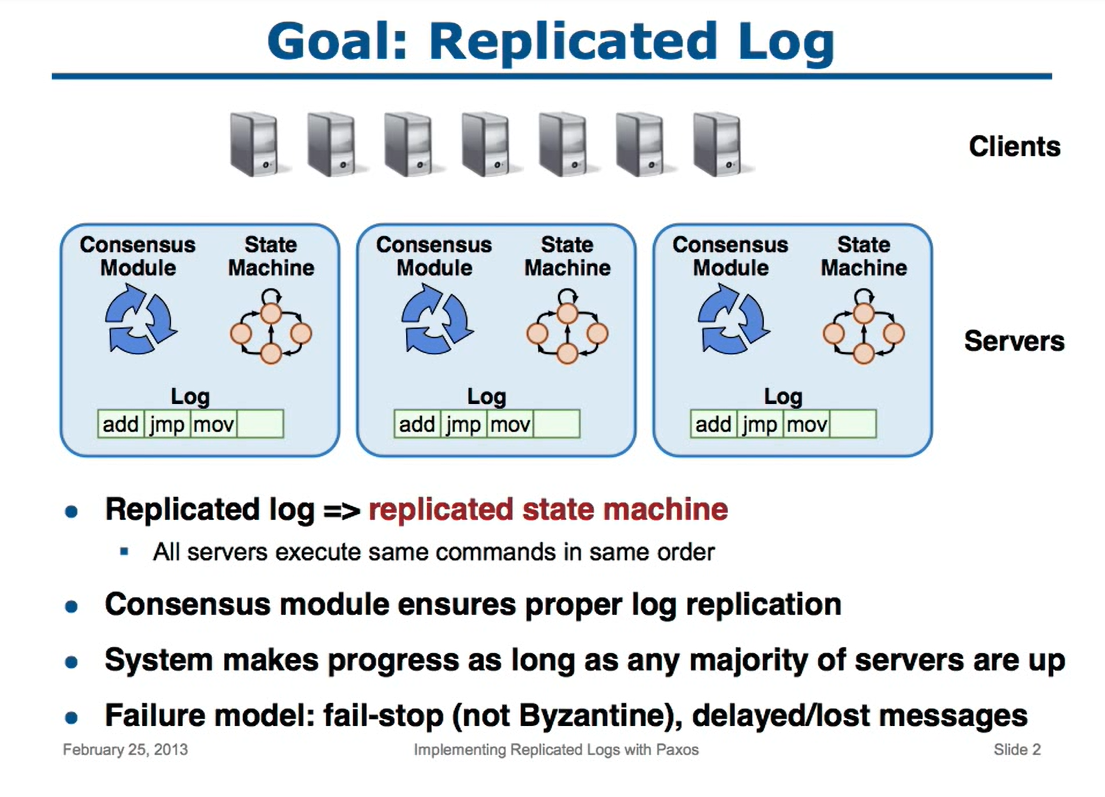 Goal: Replicated Log
Clients
Consensus Module
State Machine
Consensus Module
State Machine
Consensus Module
State Machine
Servers
Log
add jmp mov
Log
add jmp mov
Log
add jmp mov
• Replicated log => replicated state machine
▪ All servers execute same commands in same order
• Consensus module ensures proper log replication
• System makes progress as long as any majority of servers are up
• Failure model: fail-stop (not Byzantine), delayed/lost messages
February 25, 2013
Implementing Replicated Logs with Paxos
Slide 2